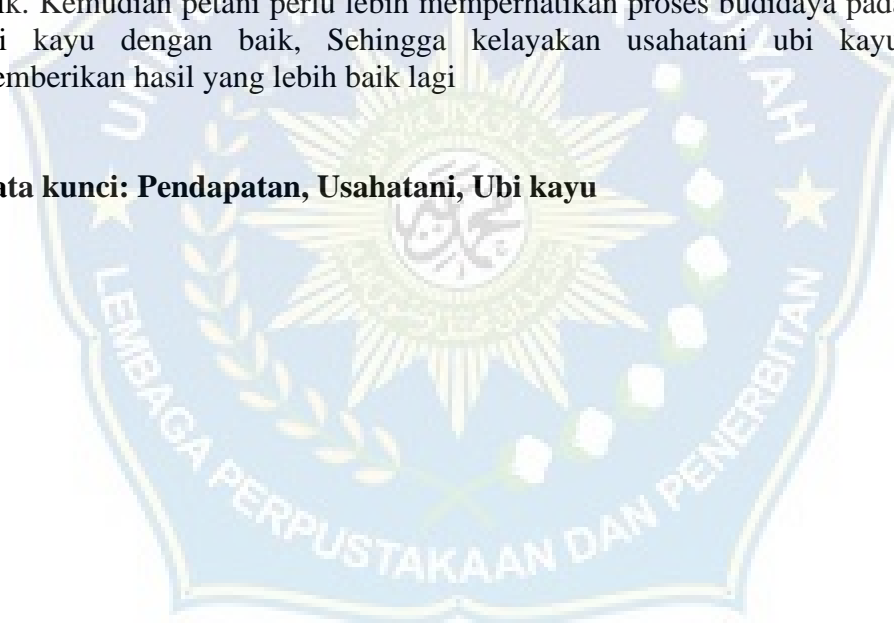 ik. Kemudian petani perlu lebih memperhatikan proses budidaya pada
i kayu dengan baik, Sehingga kelayakan usahatani ubi kayu
emberikan hasil yang lebih baik lagi
ata kunci: Pendapatan, Usahatani, Ubi kayu
LEMBAGA PERPUSTAKAAN DAN PENERBITAN